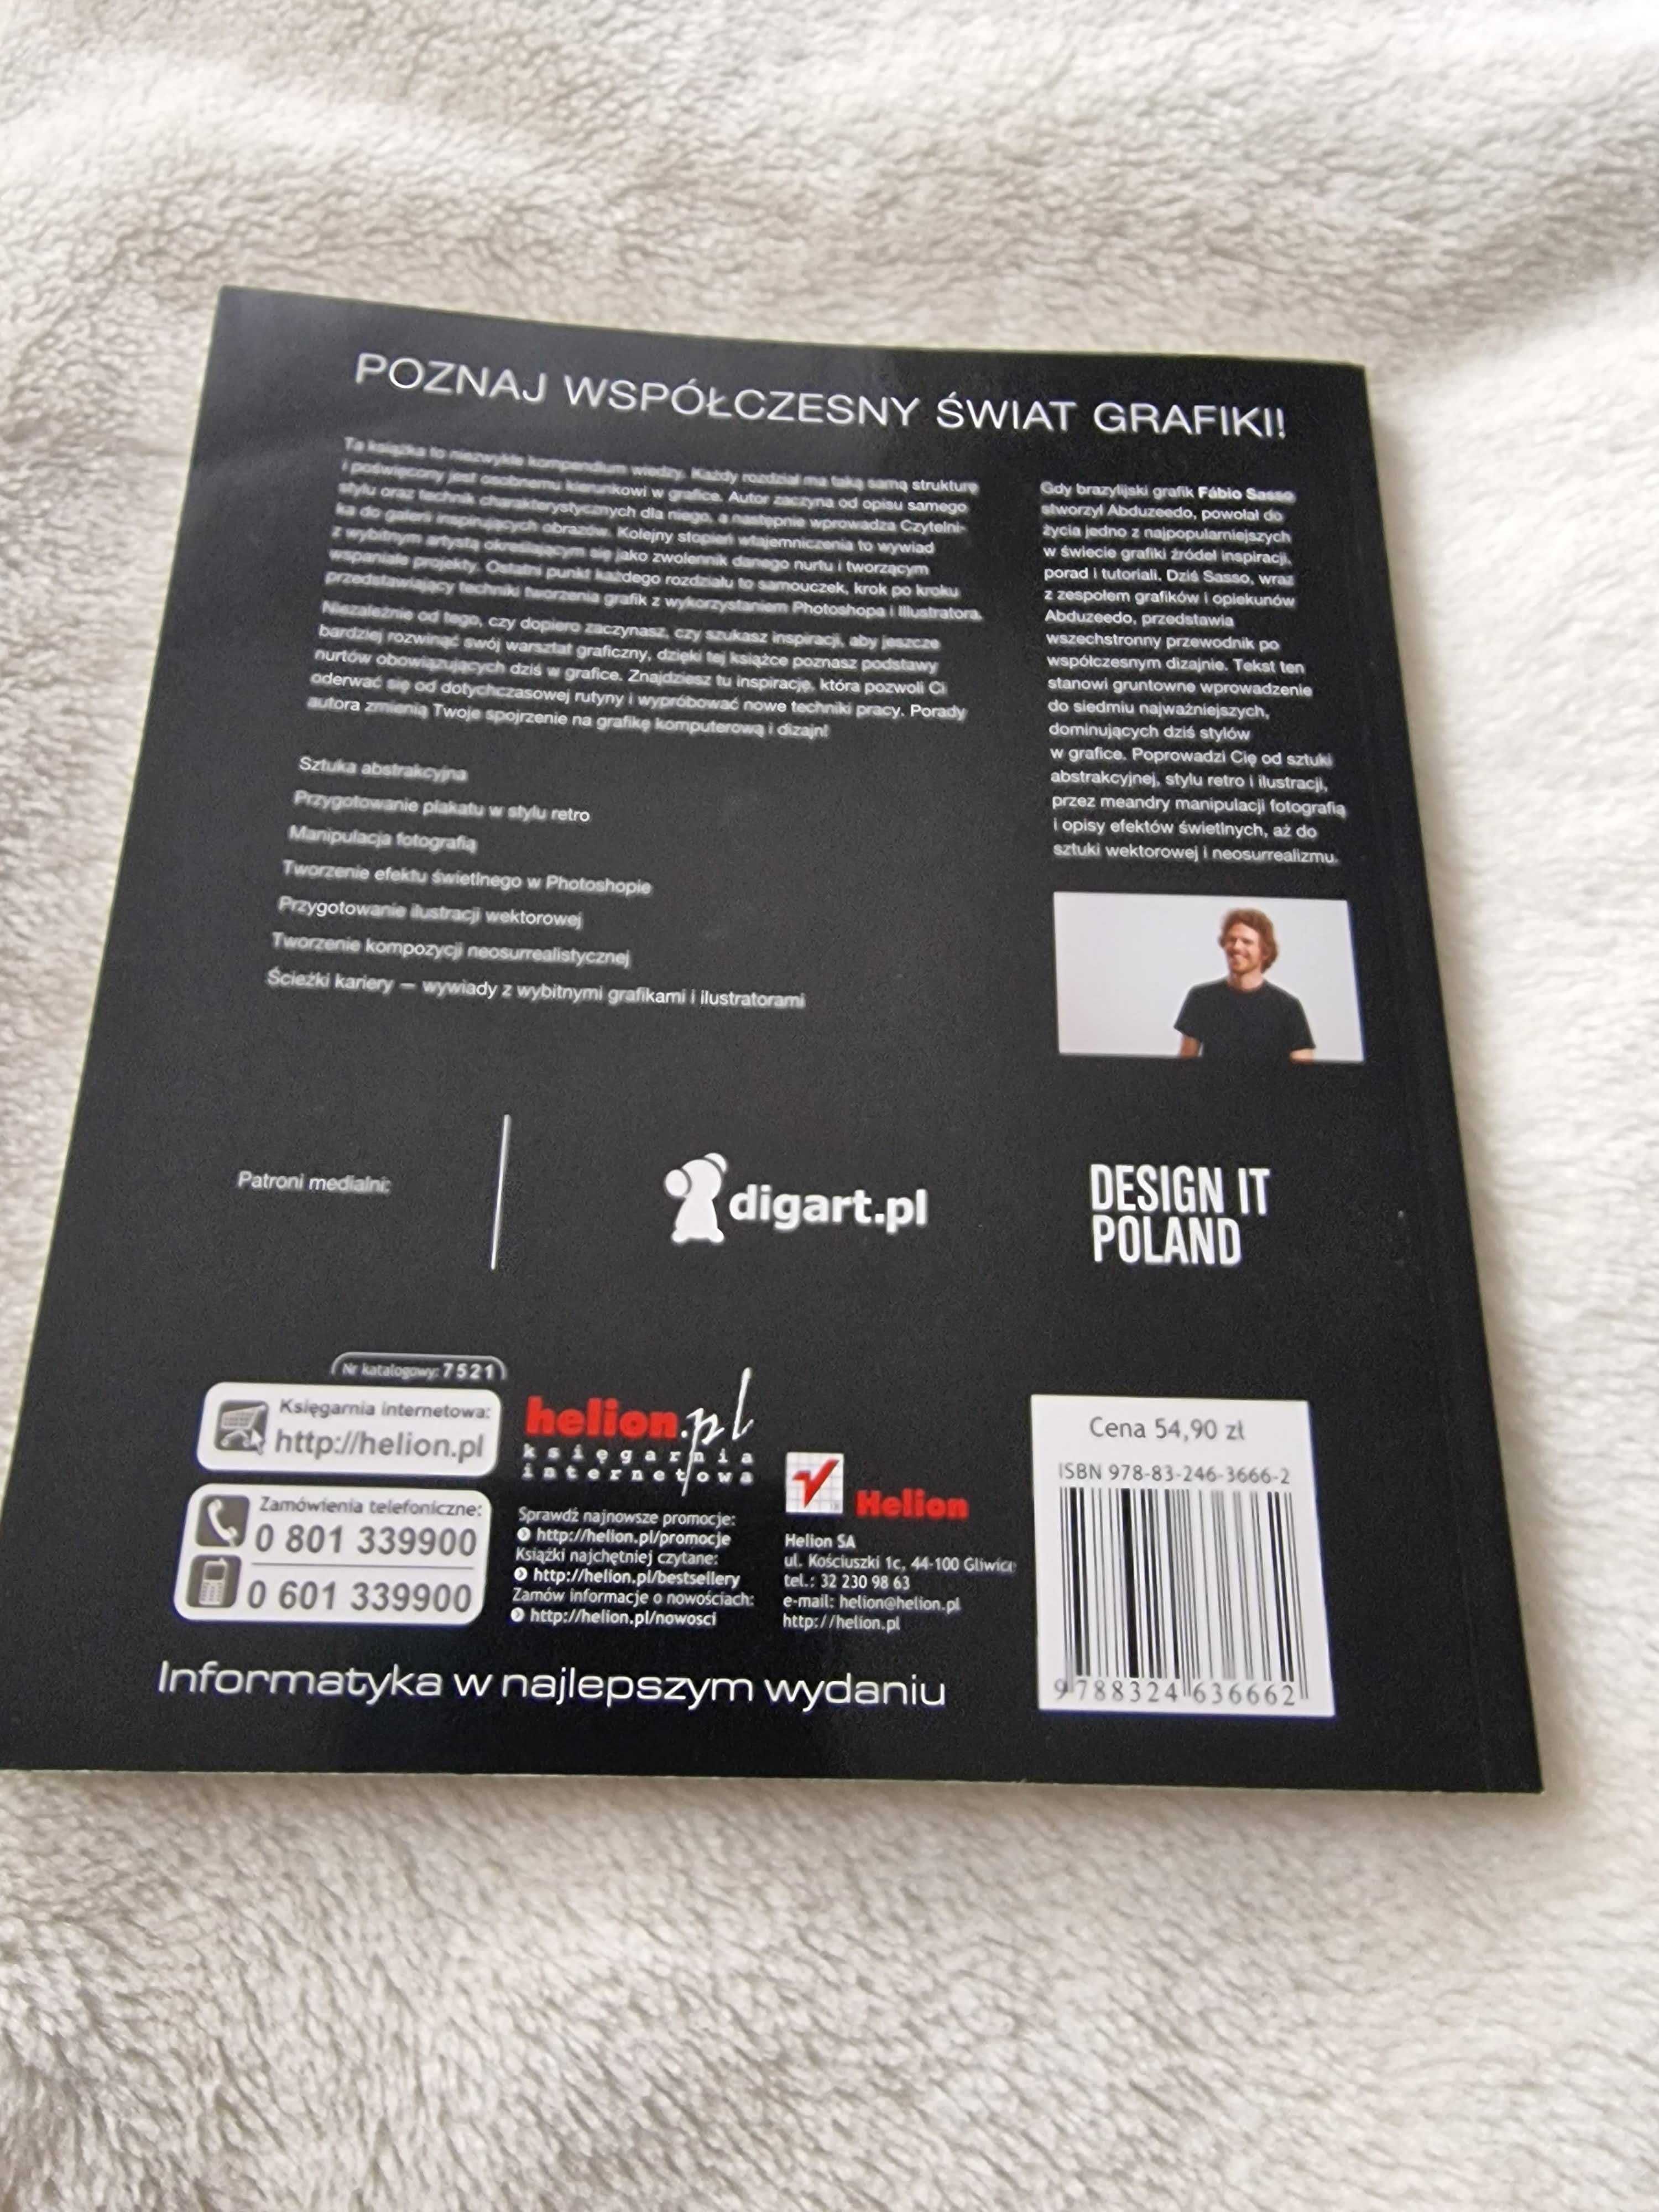 POZNAJ WSPÓŁCZESNY ŚWIAT GRAFIKI!
Ta książka to niezwykłe kompendium wiedzy. Każdy rozdział ma taką samą strukturę
i poświęcony jest osobnemu kierunkowi w grafice. Autor zaczyna od opisu samego
stylu oraz technik charakterystycznych dla niego, a następnie wprowadza Czytelni-
ka do galerii inspirujących obrazów. Kolejny stopień wtajemniczenia to wywiad
z wybitnym artystą określającym się jako zwolennik danego nurtu i tworzącym
wspaniałe projekty. Ostatni punkt każdego rozdziału to samouczek, krok po kroku
przedstawiający techniki tworzenia grafik z wykorzystaniem Photoshopa i Illustratora.
Niezależnie od tego, czy dopiero zaczynasz, czy szukasz inspiracji, aby jeszcze
bardziej rozwinąć swój warsztat graficzny, dzięki tej książce poznasz podstawy
nurtów obowiązujących dziś w grafice. Znajdziesz tu inspirację, która pozwoli Ci
oderwać się od dotychczasowej rutyny i wypróbować nowe techniki pracy. Porady
autora zmienią Twoje spojrzenie na grafikę komputerową i dizajn!
Sztuka abstrakcyjna
Przygotowanie plakatu w stylu retro
Manipulacja fotografią
Tworzenie efektu świetlnego w Photoshopie
Przygotowanie ilustracji wektorowej
Tworzenie kompozycji neosurrealistycznej
Ścieżki kariery — wywiady z wybitnymi grafikami i ilustratorami
Gdy brazylijski grafik Fábio Sasso
stworzył Abduzeedo, powołał do
życia jedno z najpopularniejszych
w świecie grafiki źródeł inspiracji,
porad i tutoriali. Dziś Sasso, wraz
z zespołem grafików i opiekunów
Abduzeedo, przedstawia
wszechstronny przewodnik po
współczesnym dizajnie. Tekst ten
stanowi gruntowne wprowadzenie
do siedmiu najważniejszych,
dominujących dziś stylów
w grafice. Poprowadzi Cię od sztuki
abstrakcyjnej, stylu retro i ilustracji,
przez meandry manipulacji fotografią
i opisy efektów świetlnych, aż do
sztuki wektorowej i neosurrealizmu.
Patroni medialni:
digart.pl
DESIGN IT
POLAND
Nr katalogowy: 7521
Księgarnia internetowa:
http://helion.pl
Zamówienia telefoniczne:
0 801 339900
0 601 339900
helion.pl
księgarnia
internetowa
Sprawdź najnowsze promocje:
http://helion.pl/promocje
Książki najchętniej czytane:
http://helion.pl/bestsellery
Zamów informacje o nowościach:
http://helion.pl/nowosci
Helion
Helion SA
ul. Kościuszki 1c, 44-100 Gliwice
tel.: 32 230 98 63
e-mail: helion@helion.pl
http://helion.pl
Cena 54,90 zł
ISBN 978-83-246-3666-2
9 788324 636662
Informatyka w najlepszym wydaniu